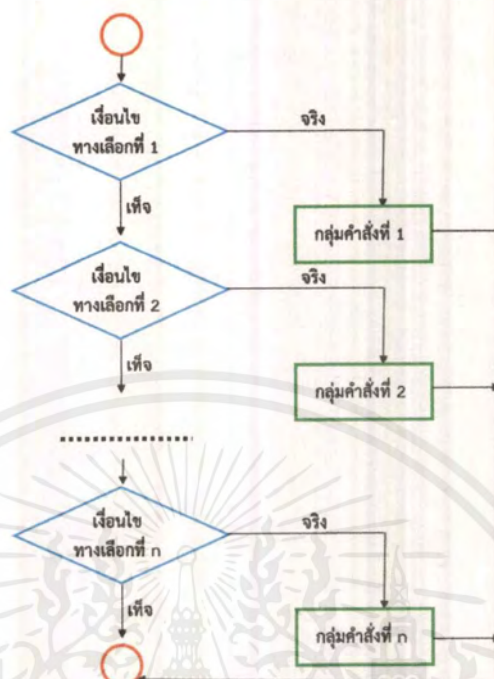 เงื่อนไข
ทางเลือกที่ 1
จริง
เท็จ
กลุ่มคำสั่งที่ 1
เงื่อนไข
ทางเลือกที่ 2
จริง
เท็จ
กลุ่มคำสั่งที่ 2
เงื่อนไข
ทางเลือกที่ n
จริง
เท็จ
กลุ่มคำสั่งที่ n